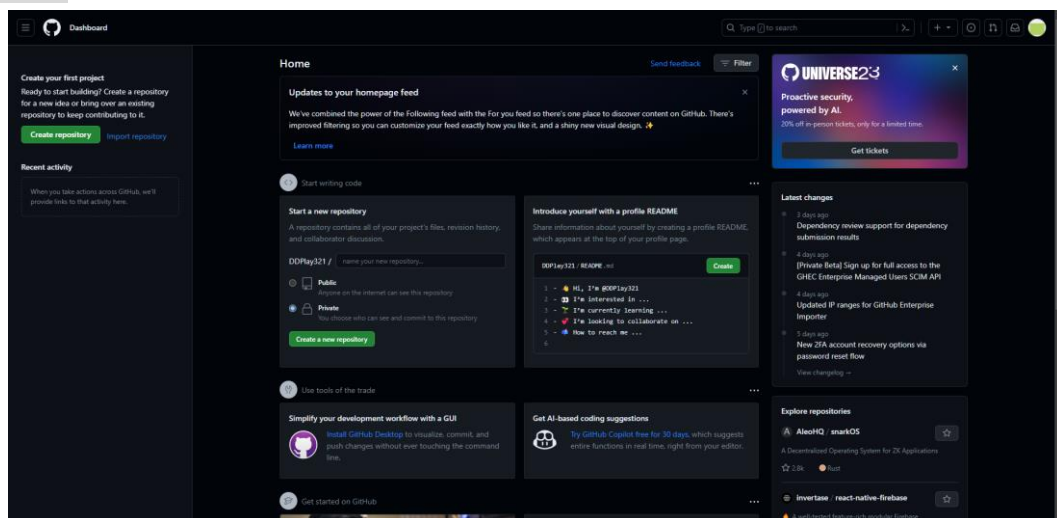 Dashboard
Type / to search
Create your first project
Ready to start building? Create a repository
for a new idea or bring over an existing
repository to keep contributing to it.
Create repository
Import repository
Recent activity
When you take actions across GitHub, we'll
provide links to that activity here.
Home
Send feedback
Filter
Updates to your homepage feed
We've combined the power of the Following feed with the For you feed so there's one place to discover content on GitHub. There's
improved filtering so you can customize your feed exactly how you like it, and a shiny new visual design. ✨
Learn more
Start writing code
Start a new repository
A repository contains all of your project's files, revision history,
and collaborator discussion.
DDPlay321 / name your new repository...
Public
Anyone on the internet can see this repository
Private
You choose who can see and commit to this repository
Create a new repository
Introduce yourself with a profile README
Share information about yourself by creating a profile README,
which appears at the top of your profile page.
DDPlay321 / README.md
Create
1 - 👋 Hi, I'm @DDPlay321
2 - 👀 I'm interested in ...
3 - 🌱 I'm currently learning ...
4 - 💞️ I'm looking to collaborate on ...
5 - 📫 How to reach me ...
6
Use tools of the trade
Simplify your development workflow with a GUI
Install GitHub Desktop to visualize, commit, and
push changes without ever touching the command
line.
Get AI-based coding suggestions
Try GitHub Copilot free for 30 days, which suggests
entire functions in real time, right from your editor.
Get started on GitHub
UNIVERSE23
Proactive security,
powered by AI.
20% off in-person tickets, only for a limited time.
Get tickets
Latest changes
3 days ago
Dependency review support for dependency
submission results
4 days ago
[Private Beta] Sign up for full access to the
GHEC Enterprise Managed Users SCIM API
4 days ago
Updated IP ranges for GitHub Enterprise
Importer
5 days ago
New 2FA account recovery options via
password reset flow
View changelog →
Explore repositories
AleoHQ / snarkOS
A Decentralized Operating System for ZK Applications
2.8k
Rust
invertase / react-native-firebase